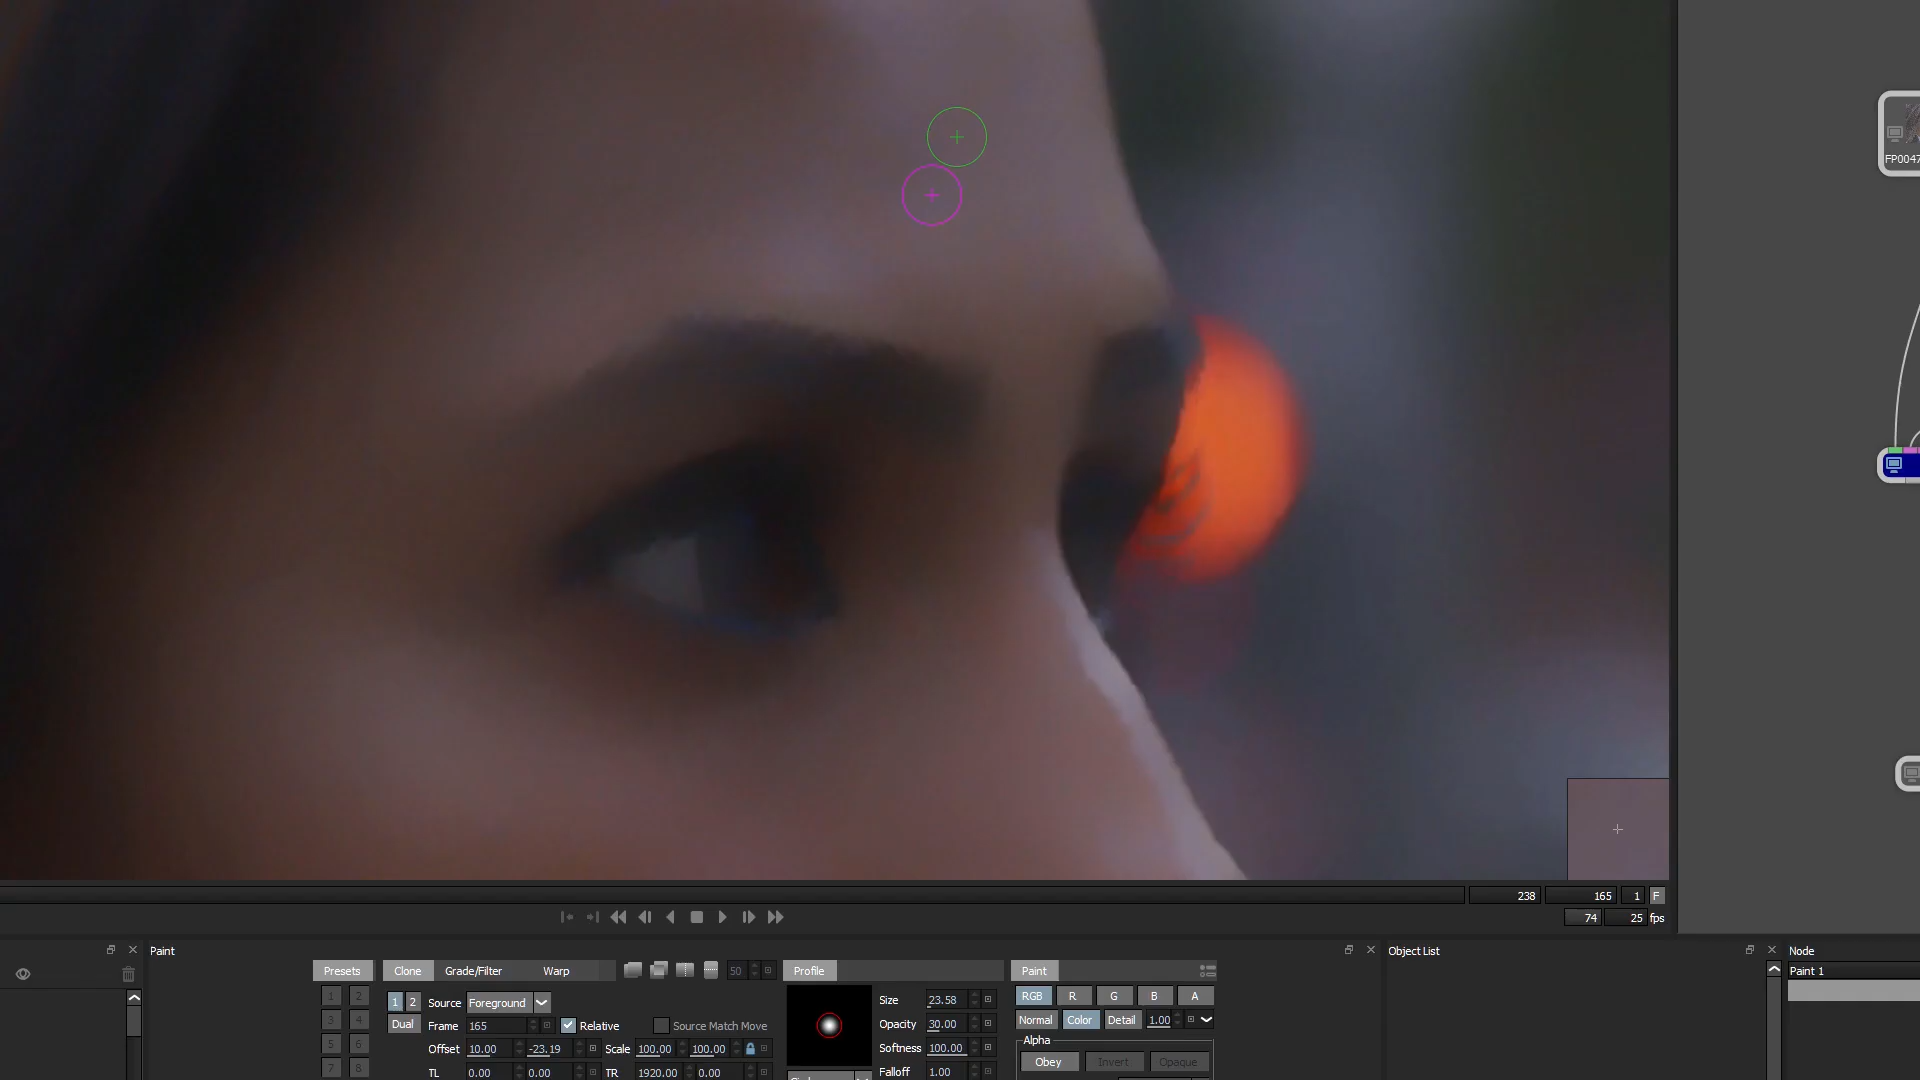 FP0047
238 165 1 F
74 25 fps
Paint
Object List
Node
Presets
Clone Grade/Filter Warp 50
Profile
Paint
Paint 1
1 2
3 4
5 6
7 8
1 2 Source Foreground
Dual Frame 165 Relative Source Match Move
Offset 10.00 -23.19 Scale 100.00 100.00
TL 0.00 0.00 TR 1920.00 0.00
Size 23.58
Opacity 30.00
Softness 100.00
Falloff 1.00
RGB R G B A
Normal Color Detail 1.00
Alpha
Obey Invert Opaque